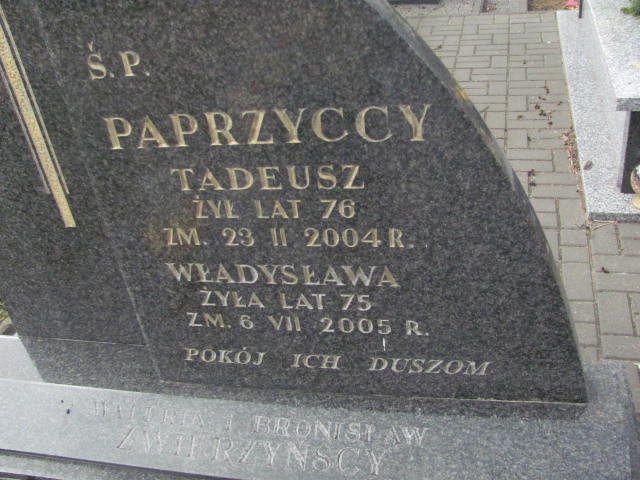 Ś.P.
PAPRZYCCY
TADEUSZ
ŻYŁ LAT 76
ZM. 23 II 2004 R.
WŁADYSŁAWA
ŻYŁA LAT 75
ZM. 6 VII 2005 R.
POKÓJ ICH DUSZOM
WALERIA I BRONISŁAW
ZWIERZYŃSCY